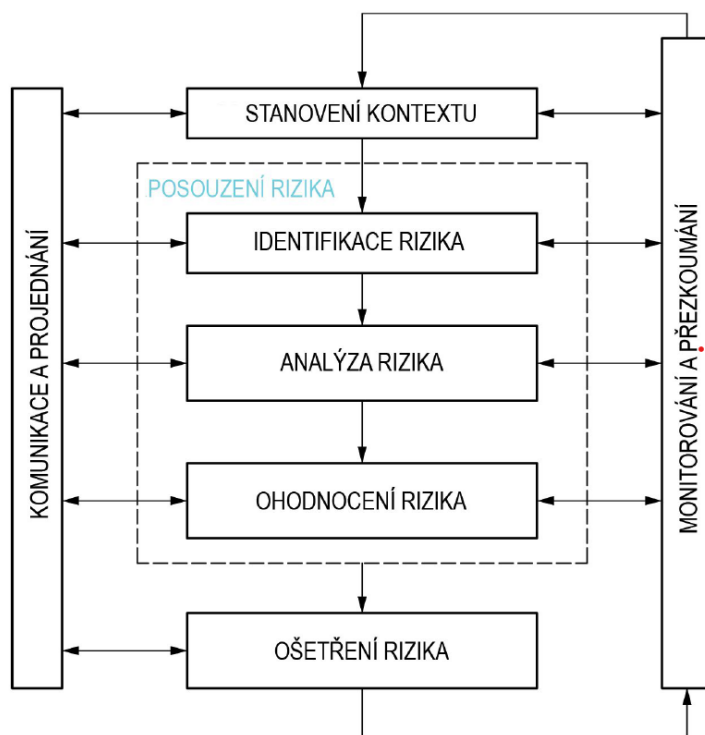 STANOVENÍ KONTEXTU
POSOUZENÍ RIZIKA
IDENTIFIKACE RIZIKA
ANALÝZA RIZIKA
OHODNOCENÍ RIZIKA
OŠETŘENÍ RIZIKA
KOMUNIKACE A PROJEDNÁNÍ
MONITOROVÁNÍ A PŘEZKOUMÁNÍ